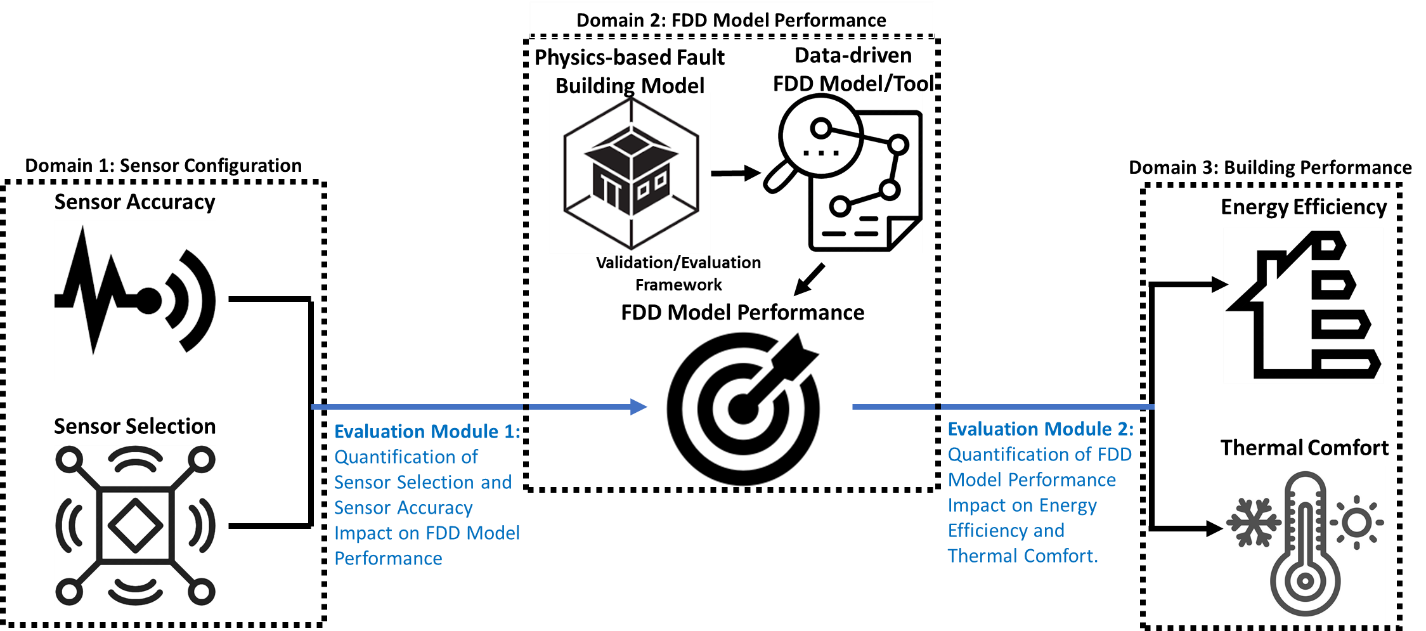 Domain 1: Sensor Configuration
Sensor Accuracy
Sensor Selection
Evaluation Module 1:
Quantification of
Sensor Selection and
Sensor Accuracy
Impact on FDD Model
Performance
Domain 2: FDD Model Performance
Physics-based Fault
Building Model
Data-driven
FDD Model/Tool
Validation/Evaluation
Framework
FDD Model Performance
Evaluation Module 2:
Quantification of FDD
Model Performance
Impact on Energy
Efficiency and
Thermal Comfort.
Domain 3: Building Performance
Energy Efficiency
Thermal Comfort